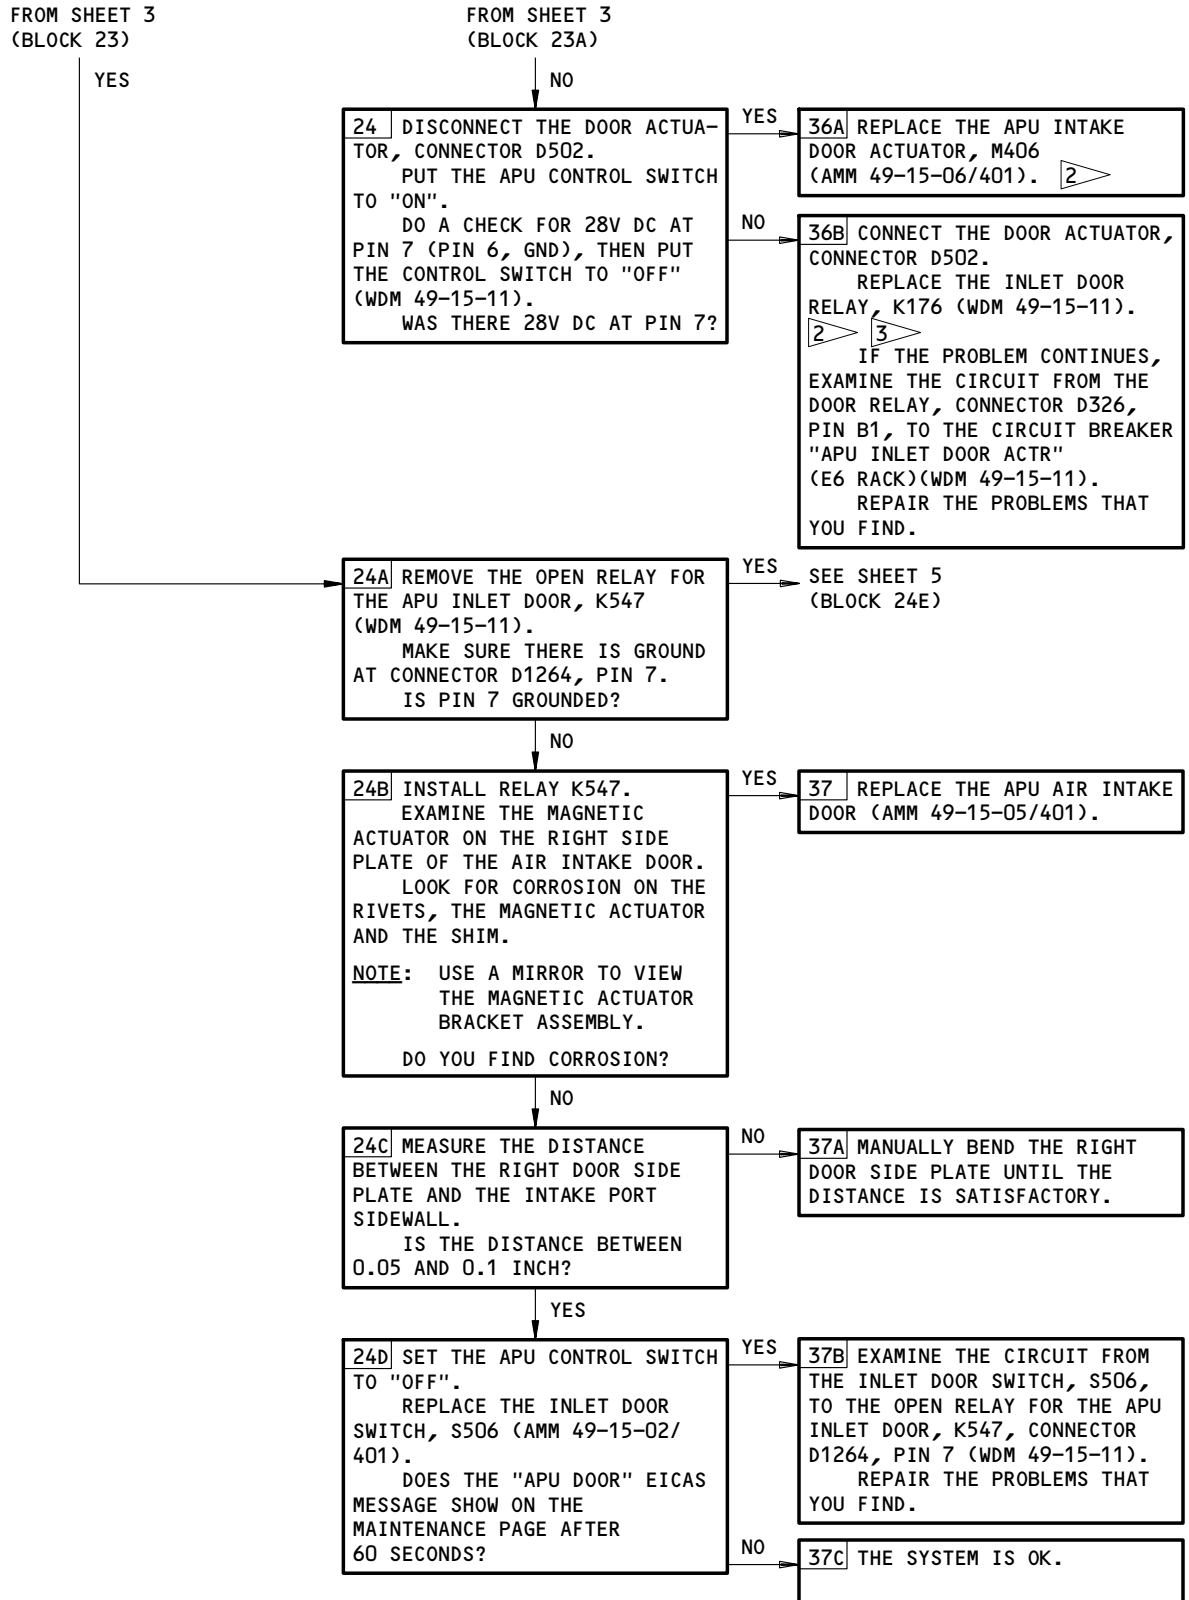 FROM SHEET 3
(BLOCK 23)
YES
FROM SHEET 3
(BLOCK 23A)
NO
24 DISCONNECT THE DOOR ACTUA-
TOR, CONNECTOR D502.
PUT THE APU CONTROL SWITCH
TO "ON".
DO A CHECK FOR 28V DC AT
PIN 7 (PIN 6, GND), THEN PUT
THE CONTROL SWITCH TO "OFF"
(WDM 49-15-11).
WAS THERE 28V DC AT PIN 7?
YES
36A REPLACE THE APU INTAKE
DOOR ACTUATOR, M406
(AMM 49-15-06/401). 2
NO
36B CONNECT THE DOOR ACTUATOR,
CONNECTOR D502.
REPLACE THE INLET DOOR
RELAY, K176 (WDM 49-15-11).
2 3
IF THE PROBLEM CONTINUES,
EXAMINE THE CIRCUIT FROM THE
DOOR RELAY, CONNECTOR D326,
PIN B1, TO THE CIRCUIT BREAKER
"APU INLET DOOR ACTR"
(E6 RACK)(WDM 49-15-11).
REPAIR THE PROBLEMS THAT
YOU FIND.
24A REMOVE THE OPEN RELAY FOR
THE APU INLET DOOR, K547
(WDM 49-15-11).
MAKE SURE THERE IS GROUND
AT CONNECTOR D1264, PIN 7.
IS PIN 7 GROUNDED?
YES
SEE SHEET 5
(BLOCK 24E)
NO
24B INSTALL RELAY K547.
EXAMINE THE MAGNETIC
ACTUATOR ON THE RIGHT SIDE
PLATE OF THE AIR INTAKE DOOR.
LOOK FOR CORROSION ON THE
RIVETS, THE MAGNETIC ACTUATOR
AND THE SHIM.
NOTE: USE A MIRROR TO VIEW
THE MAGNETIC ACTUATOR
BRACKET ASSEMBLY.
DO YOU FIND CORROSION?
YES
37 REPLACE THE APU AIR INTAKE
DOOR (AMM 49-15-05/401).
NO
24C MEASURE THE DISTANCE
BETWEEN THE RIGHT DOOR SIDE
PLATE AND THE INTAKE PORT
SIDEWALL.
IS THE DISTANCE BETWEEN
0.05 AND 0.1 INCH?
NO
37A MANUALLY BEND THE RIGHT
DOOR SIDE PLATE UNTIL THE
DISTANCE IS SATISFACTORY.
YES
24D SET THE APU CONTROL SWITCH
TO "OFF".
REPLACE THE INLET DOOR
SWITCH, S506 (AMM 49-15-02/
401).
DOES THE "APU DOOR" EICAS
MESSAGE SHOW ON THE
MAINTENANCE PAGE AFTER
60 SECONDS?
YES
37B EXAMINE THE CIRCUIT FROM
THE INLET DOOR SWITCH, S506,
TO THE OPEN RELAY FOR THE APU
INLET DOOR, K547, CONNECTOR
D1264, PIN 7 (WDM 49-15-11).
REPAIR THE PROBLEMS THAT
YOU FIND.
NO
37C THE SYSTEM IS OK.